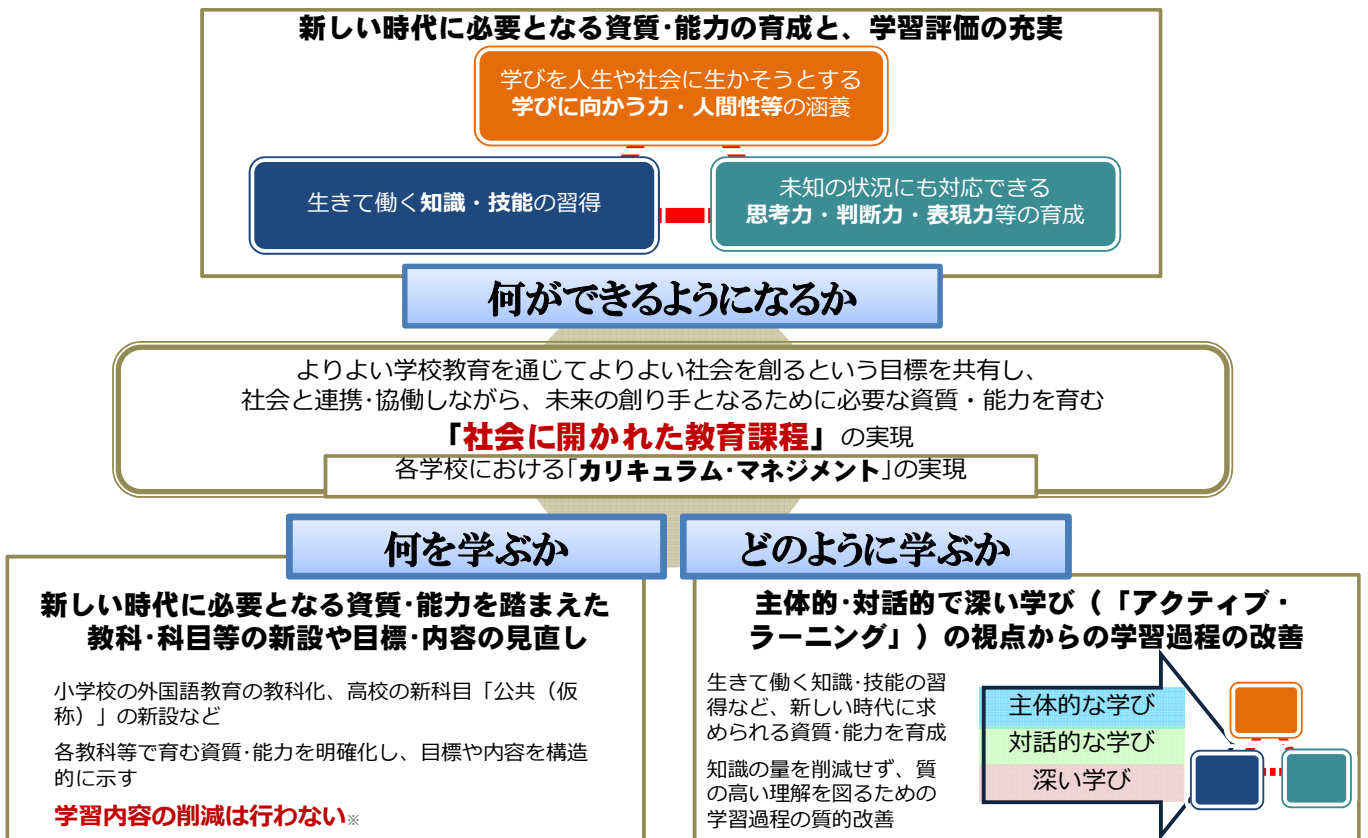 新しい時代に必要となる資質･能力の育成と、学習評価の充実
学びを人生や社会に生かそうとする
学びに向かう力・人間性等の涵養
生きて働く知識・技能の習得
未知の状況にも対応できる
思考力・判断力・表現力等の育成
何ができるようになるか
よりよい学校教育を通じてよりよい社会を創るという目標を共有し、
社会と連携･協働しながら、未来の創り手となるために必要な資質・能力を育む
「社会に開かれた教育課程」の実現
各学校における｢カリキュラム･マネジメント｣の実現
何を学ぶか
新しい時代に必要となる資質･能力を踏まえた
教科･科目等の新設や目標･内容の見直し
小学校の外国語教育の教科化、高校の新科目「公共（仮
称）」の新設など
各教科等で育む資質･能力を明確化し、目標や内容を構造
的に示す
学習内容の削減は行わない※
どのように学ぶか
主体的･対話的で深い学び（「アクティブ・
ラーニング」）の視点からの学習過程の改善
生きて働く知識･技能の習
得など、新しい時代に求
められる資質･能力を育成
知識の量を削減せず、質
の高い理解を図るための
学習過程の質的改善
主体的な学び
対話的な学び
深い学び